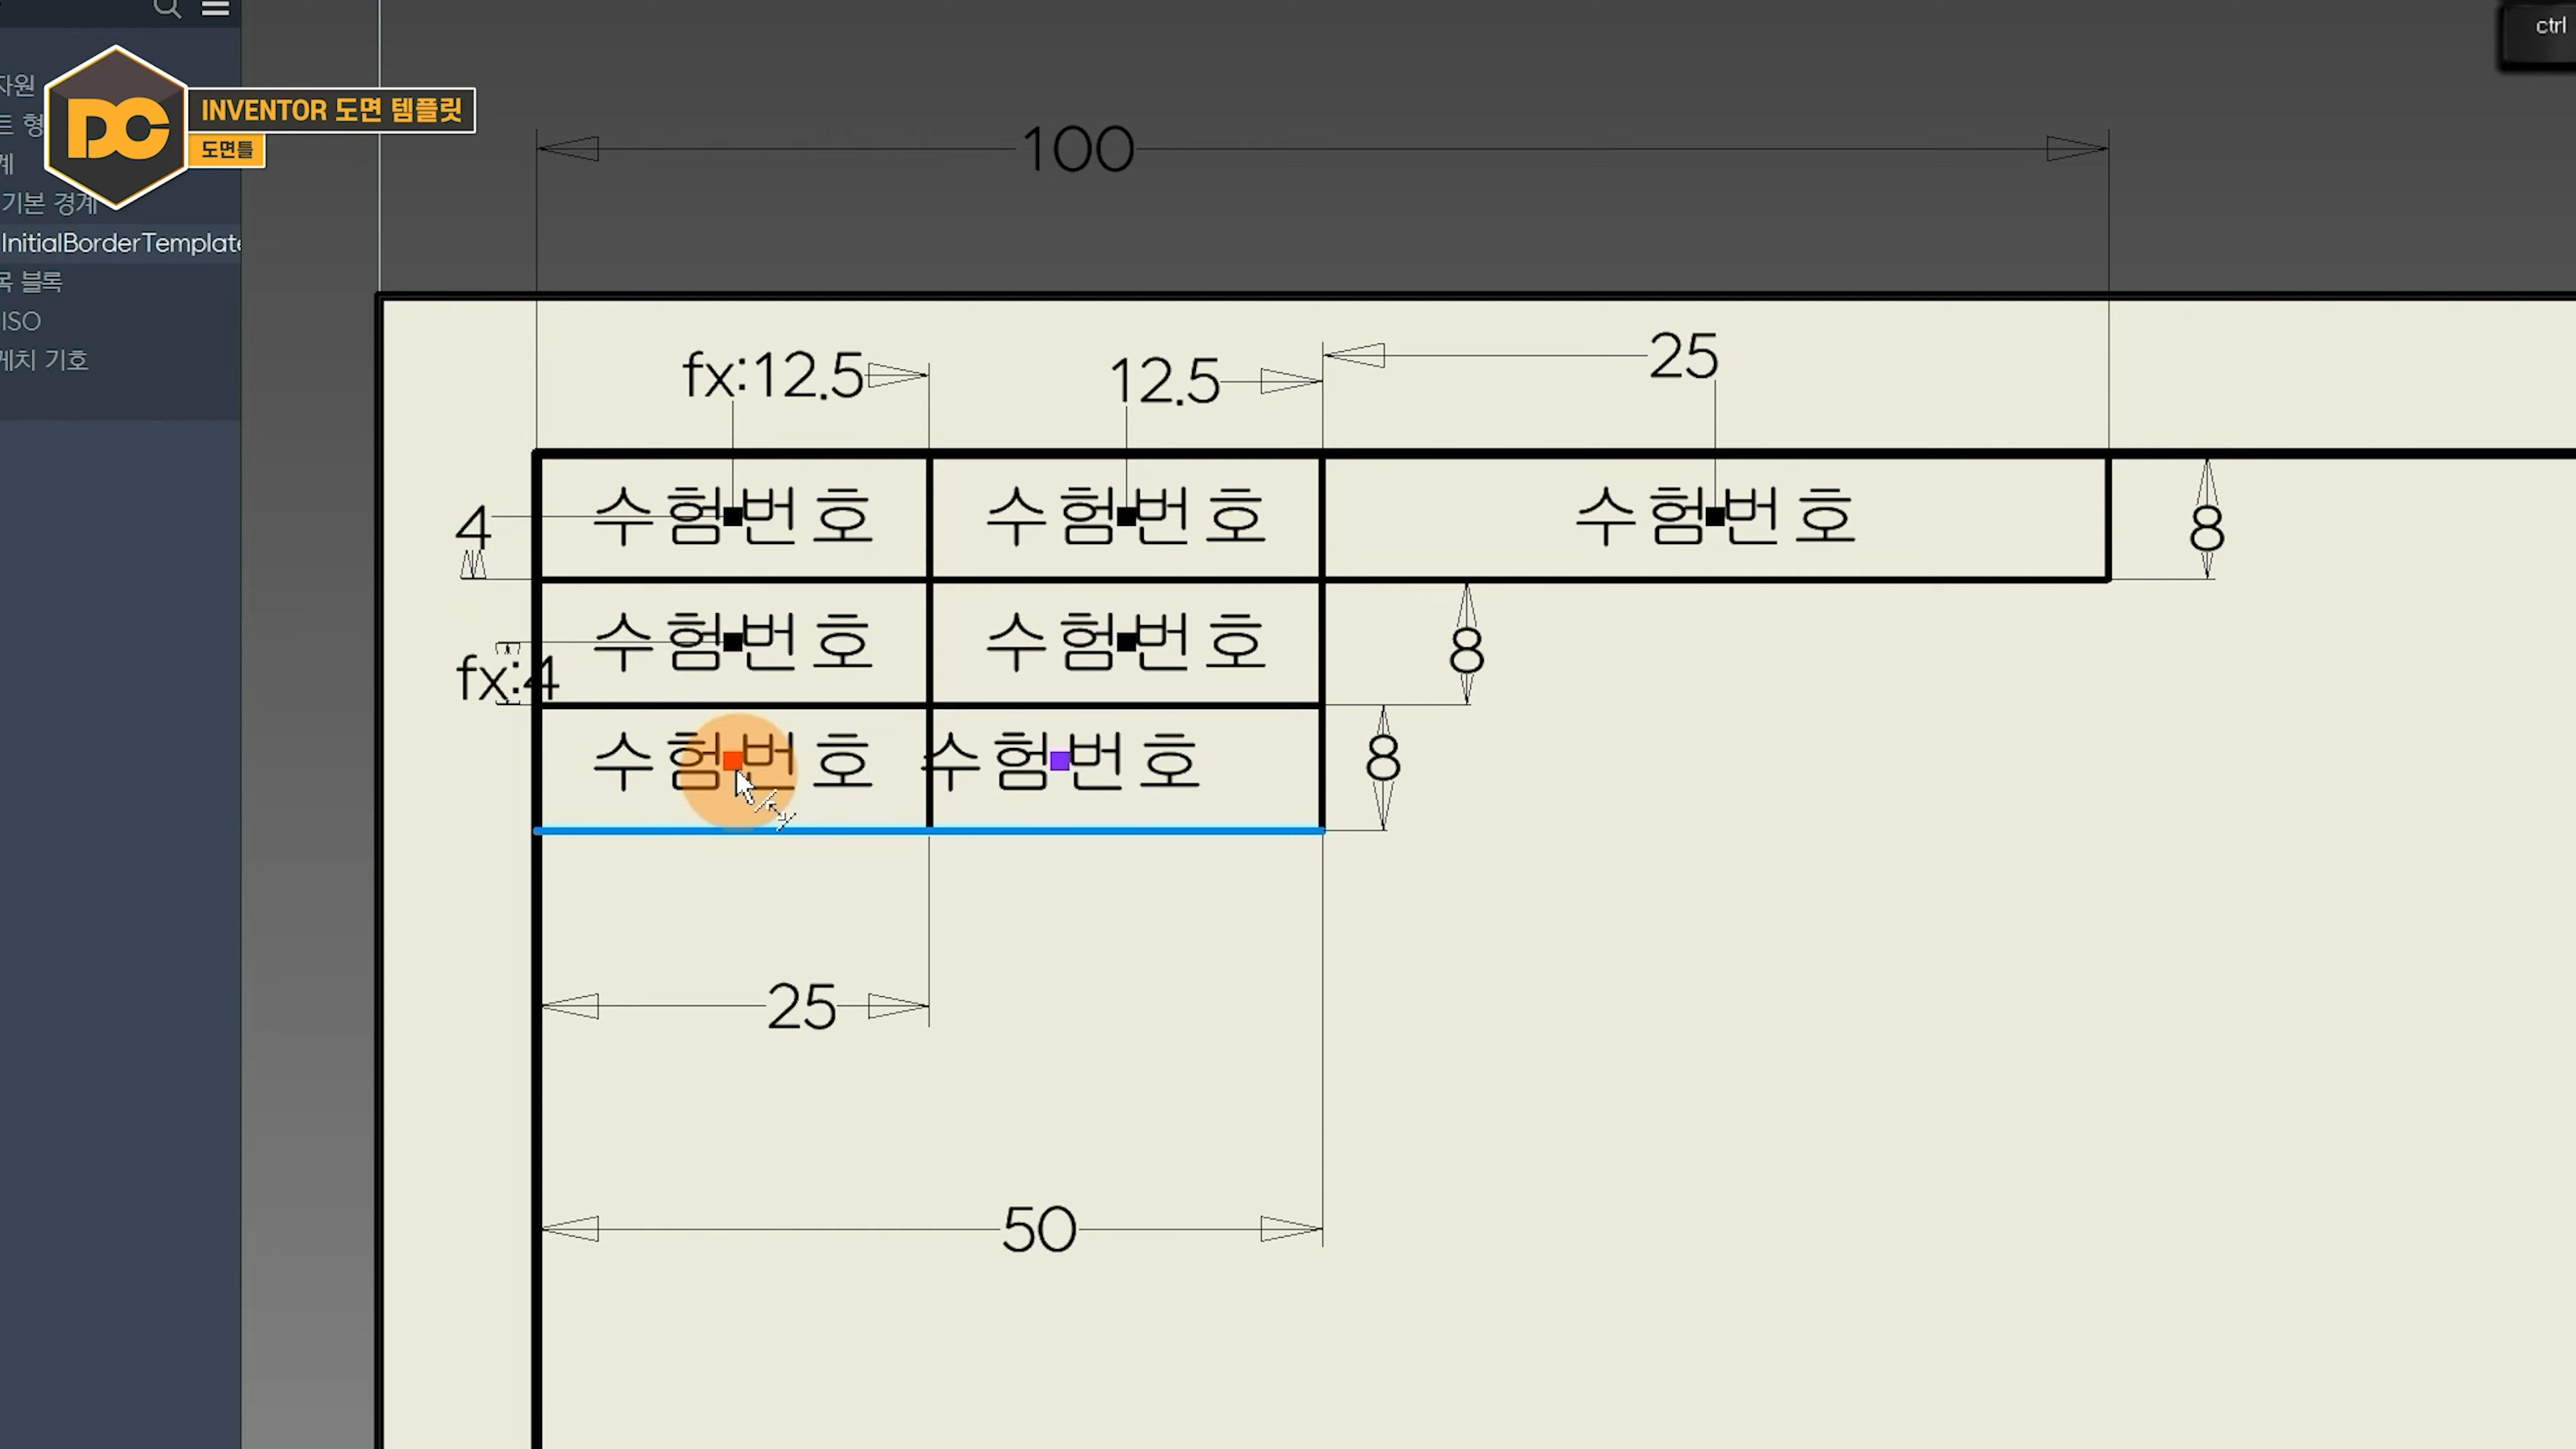 ctrl
자원
트 형
계
기본 경계
InitialBorderTemplate
목 블록
ISO
케치 기호
DC
INVENTOR 도면 템플릿
도면틀
100
fx:12.5
12.5
25
4
수험번호
수험번호
수험번호
8
fx:4
수험번호
수험번호
8
수험번호
수험번호
8
25
50